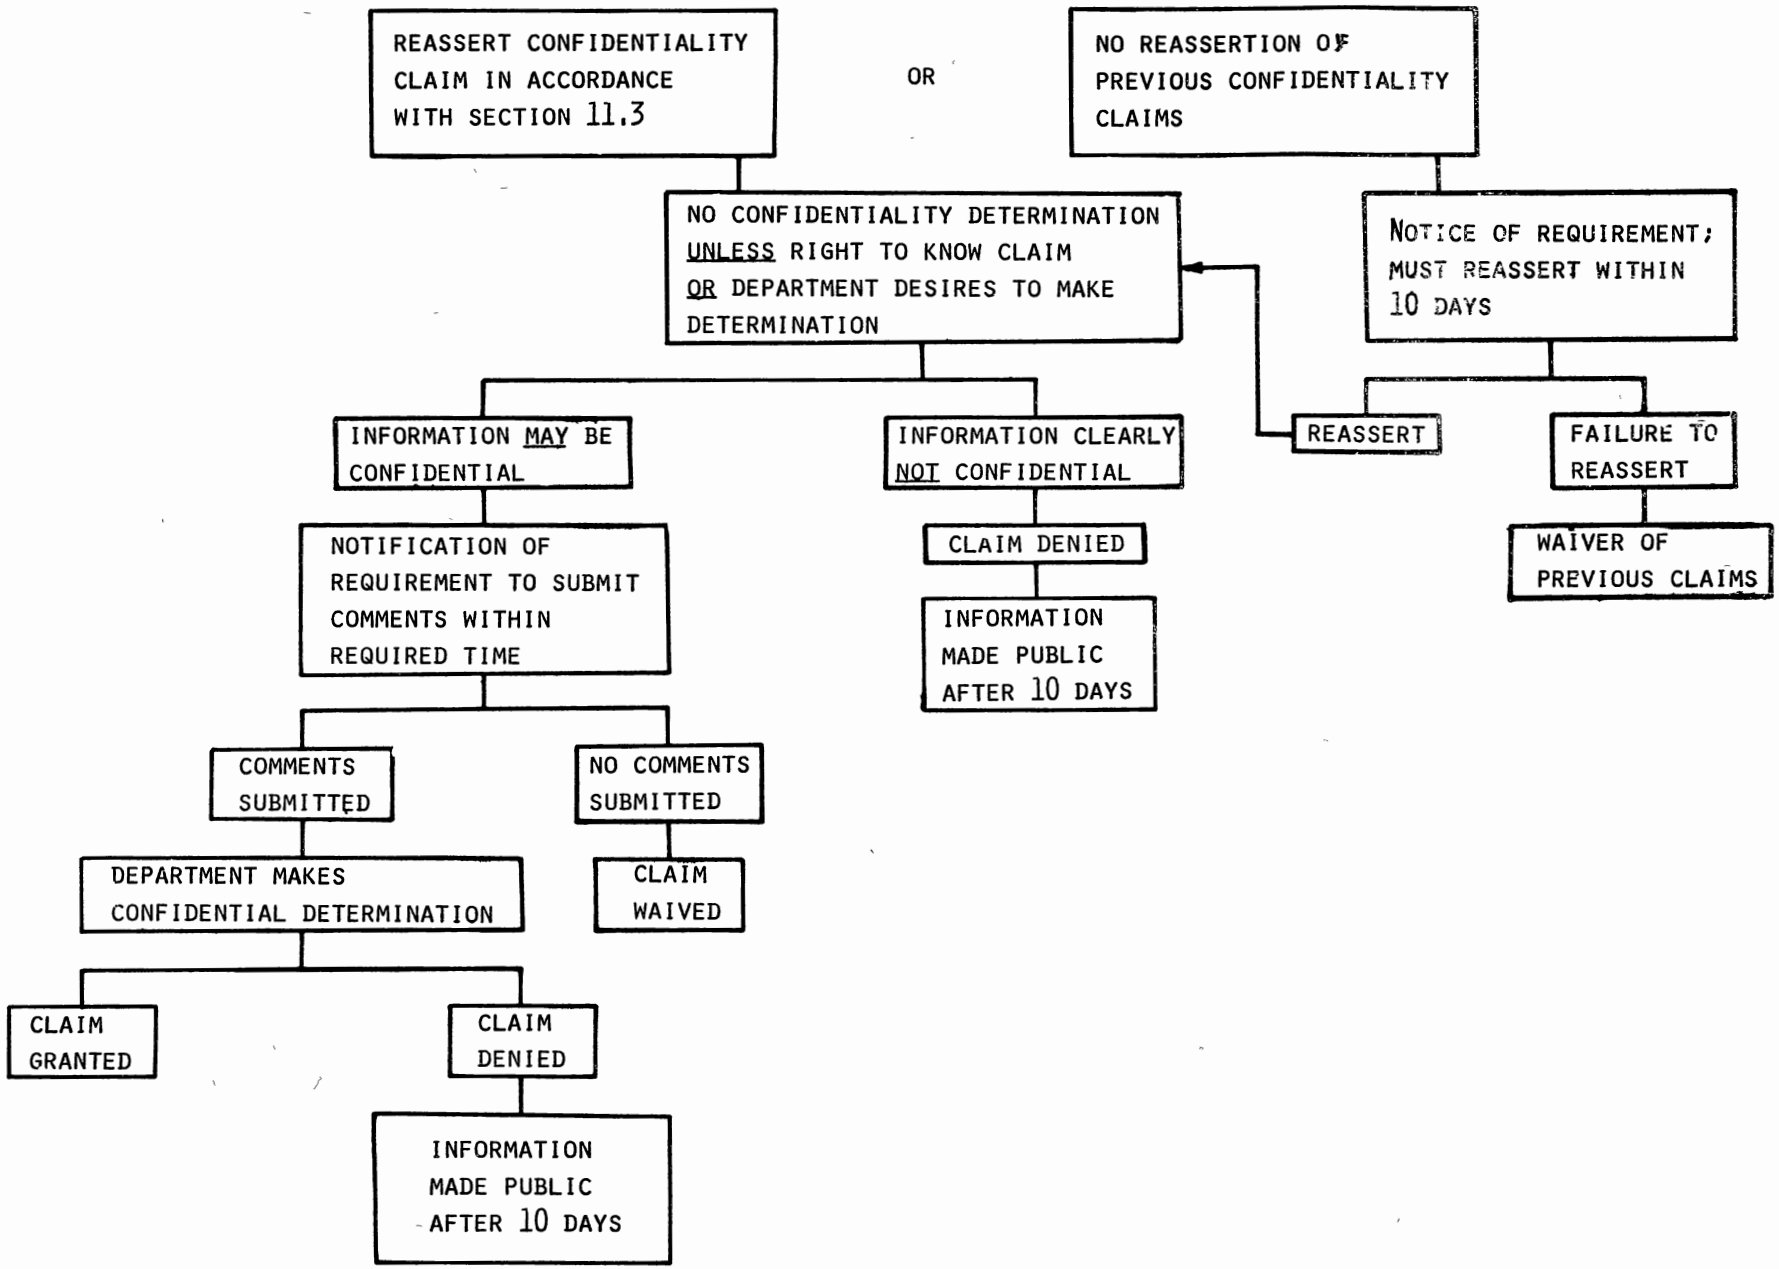 REASSERT CONFIDENTIALITY
CLAIM IN ACCORDANCE
WITH SECTION 11.3
OR
NO REASSERTION OF
PREVIOUS CONFIDENTIALITY
CLAIMS
NO CONFIDENTIALITY DETERMINATION
UNLESS RIGHT TO KNOW CLAIM
OR DEPARTMENT DESIRES TO MAKE
DETERMINATION
NOTICE OF REQUIREMENT;
MUST REASSERT WITHIN
10 DAYS
INFORMATION MAY BE
CONFIDENTIAL
INFORMATION CLEARLY
NOT CONFIDENTIAL
REASSERT
FAILURE TO
REASSERT
NOTIFICATION OF
REQUIREMENT TO SUBMIT
COMMENTS WITHIN
REQUIRED TIME
CLAIM DENIED
WAIVER OF
PREVIOUS CLAIMS
INFORMATION
MADE PUBLIC
AFTER 10 DAYS
COMMENTS
SUBMITTED
NO COMMENTS
SUBMITTED
DEPARTMENT MAKES
CONFIDENTIAL DETERMINATION
CLAIM
WAIVED
CLAIM
GRANTED
CLAIM
DENIED
INFORMATION
MADE PUBLIC
AFTER 10 DAYS